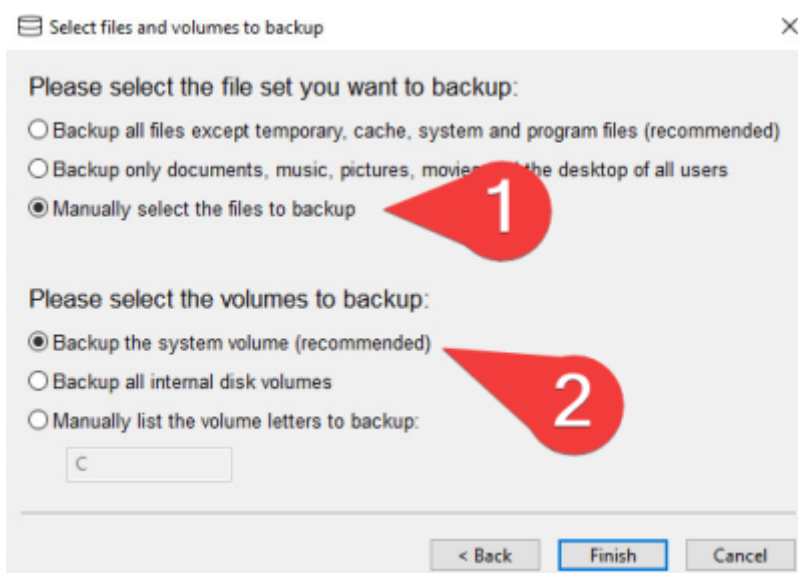 Select files and volumes to backup
Please select the file set you want to backup:
Backup all files except temporary, cache, system and program files (recommended)
Backup only documents, music, pictures, movies the desktop of all users
Manually select the files to backup
1
Please select the volumes to backup:
Backup the system volume (recommended)
Backup all internal disk volumes
2
Manually list the volume letters to backup:
C
< Back Finish Cancel